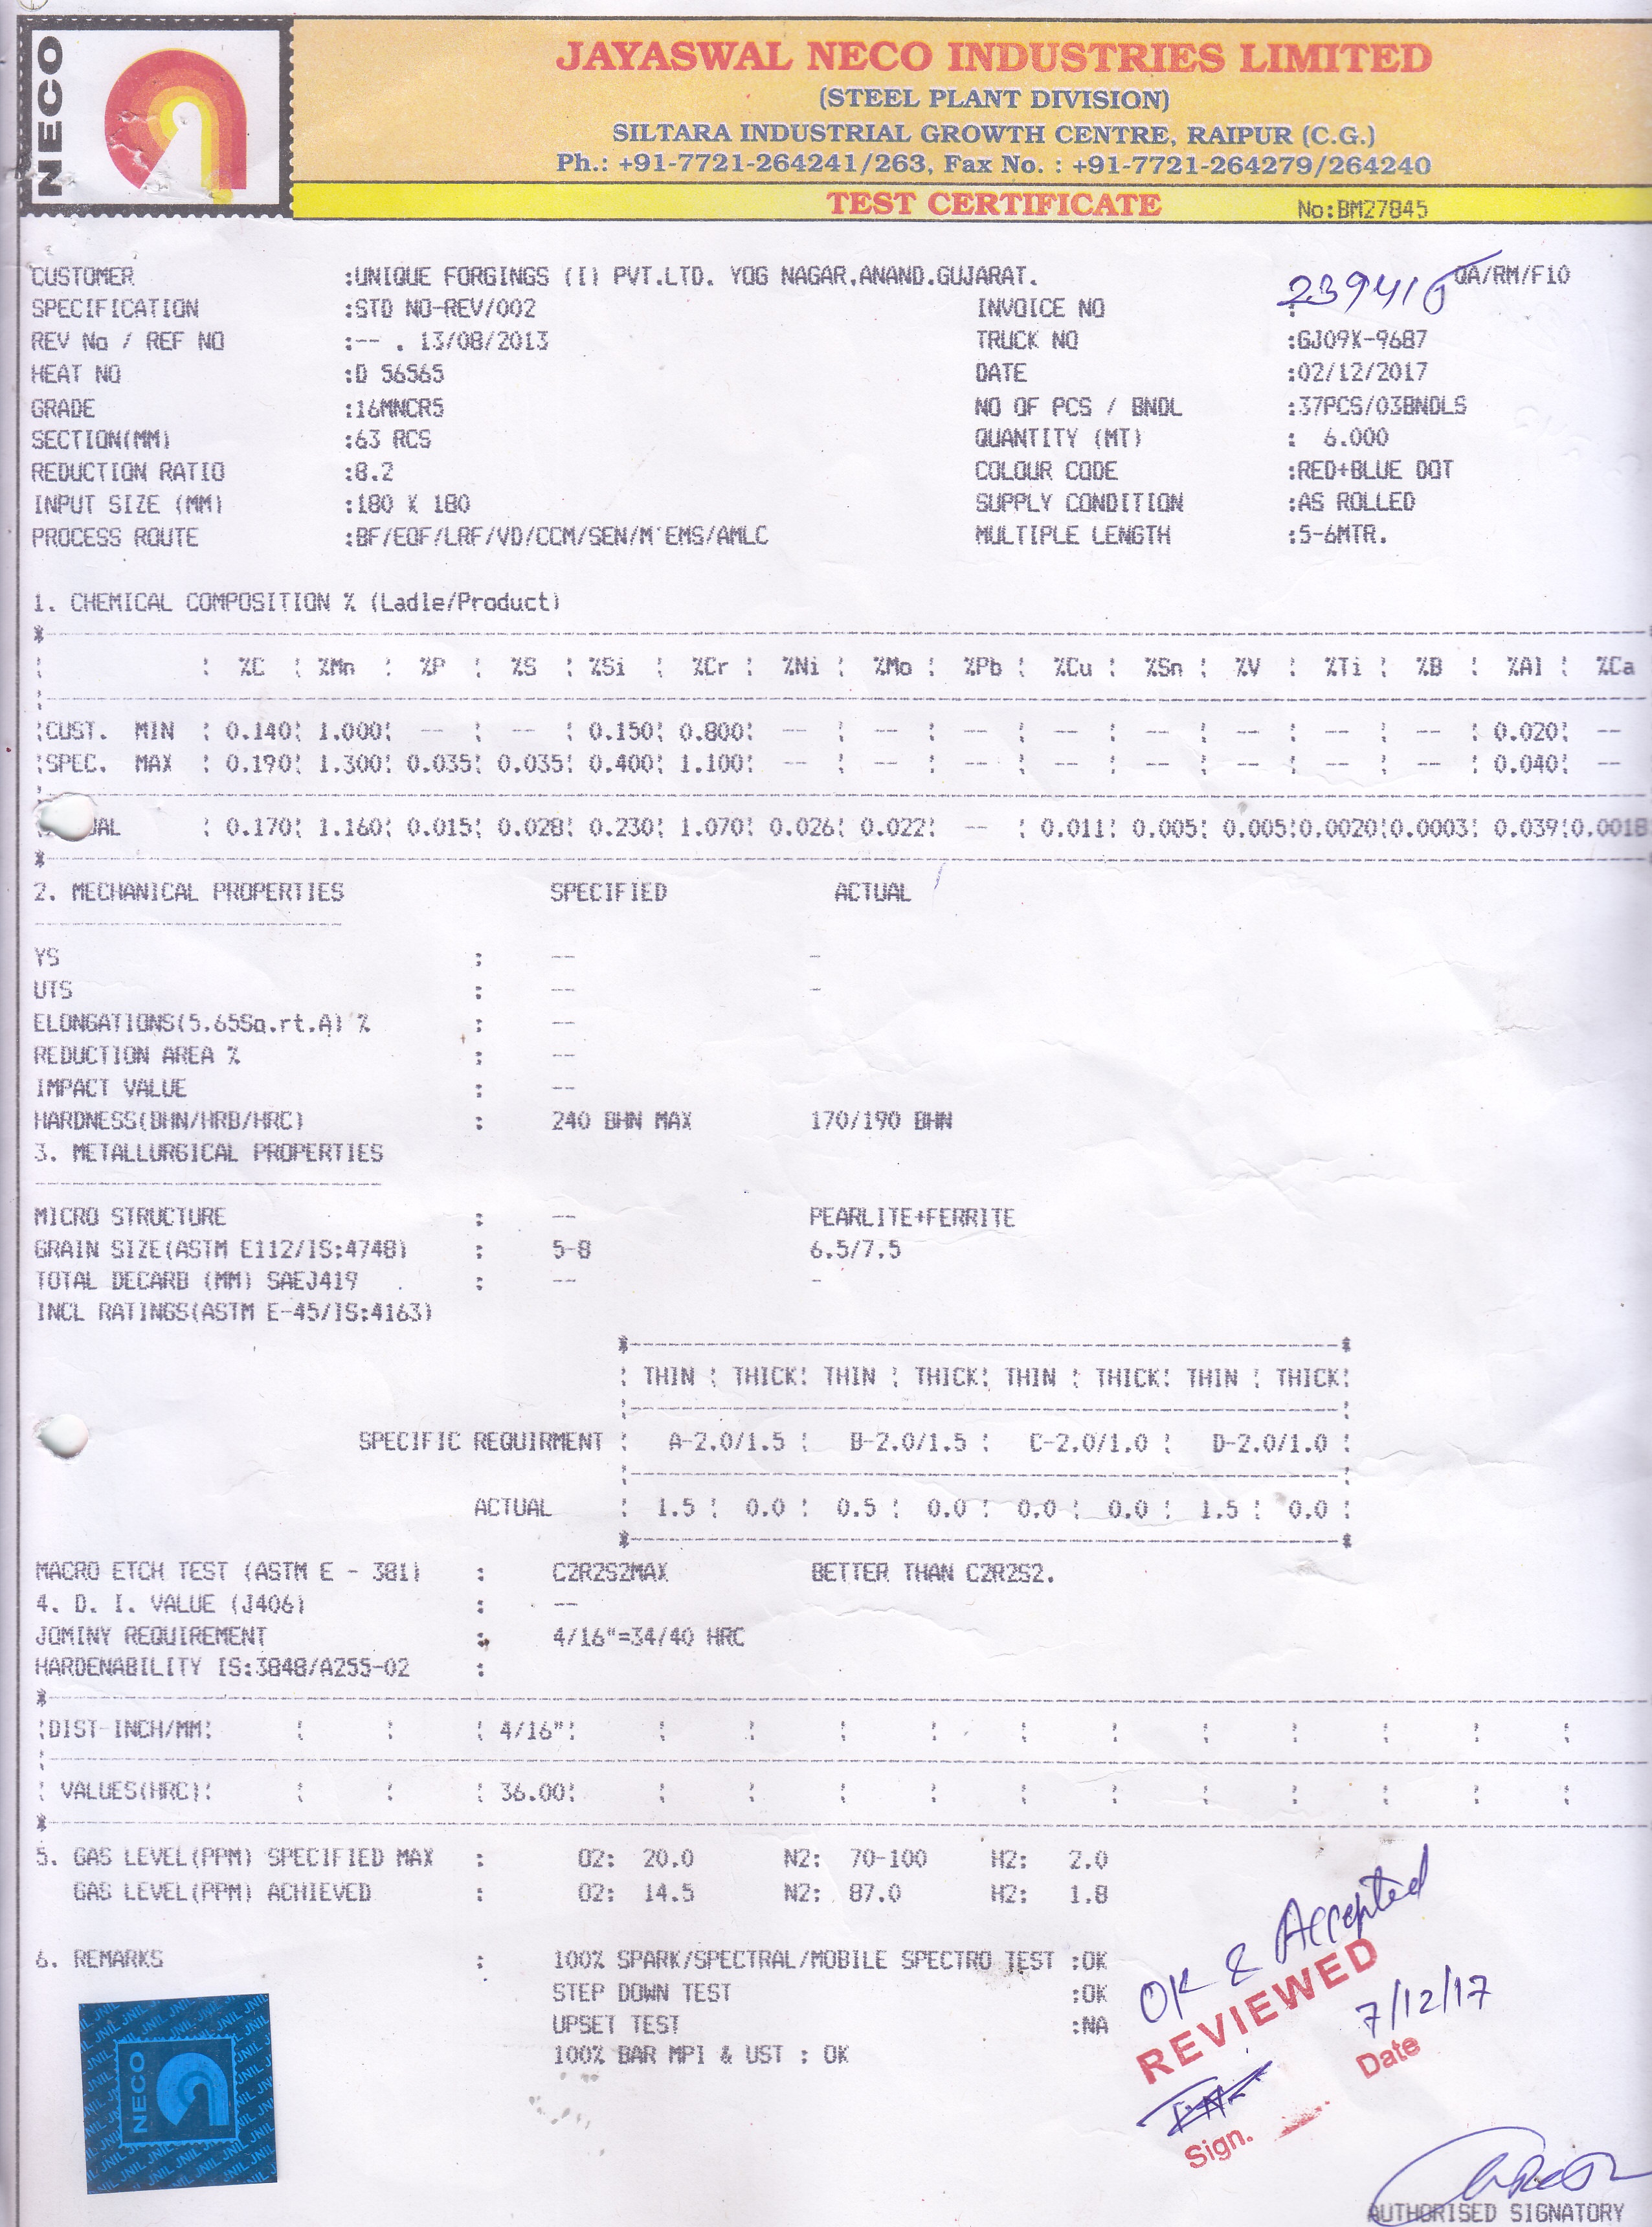 NECO
JAYASWAL NECO INDUSTRIES LIMITED
(STEEL PLANT DIVISION)
SILTARA INDUSTRIAL GROWTH CENTRE, RAIPUR (C.G.)
Ph.: +91-7721-264241/263, Fax No. : +91-7721-264279/264240
TEST CERTIFICATE No:BM27845
CUSTOMER :UNIQUE FORGINGS (I) PVT.LTD. YOG NAGAR,ANAND.GUJARAT. QA/RM/F10
SPECIFICATION :STD NO-REV/002 INVOICE NO :
REV No / REF NO :-- . 13/08/2013 TRUCK NO :GJ09X-9687
HEAT NO :D 56565 DATE :02/12/2017
GRADE :16MNCR5 NO OF PCS / BNDL :37PCS/03BNDLS
SECTION(MM) :63 RCS QUANTITY (MT) : 6.000
REDUCTION RATIO :8.2 COLOUR CODE :RED+BLUE DOT
INPUT SIZE (MM) :180 X 180 SUPPLY CONDITION :AS ROLLED
PROCESS ROUTE :BF/EOF/LRF/VD/CCM/SEN/M'EMS/AMLC MULTIPLE LENGTH :5-6MTR.
1. CHEMICAL COMPOSITION % (Ladle/Product)
%C %Mn %P %S %Si %Cr %Ni %Mo %Pb %Cu %Sn %V %Ti %B %Al %Ca
CUST. MIN 0.140 1.000 -- -- 0.150 0.800 -- -- -- -- -- -- -- -- 0.020 --
SPEC. MAX 0.190 1.300 0.035 0.035 0.400 1.100 -- -- -- -- -- -- -- -- 0.040 --
UAL 0.170 1.160 0.015 0.028 0.230 1.070 0.026 0.022 -- 0.011 0.005 0.005 0.0020 0.0003 0.039 0.0018
2. MECHANICAL PROPERTIES SPECIFIED ACTUAL
YS : -- -
UTS : -- -
ELONGATIONS(5.65Sq.rt.A) % : --
REDUCTION AREA % : --
IMPACT VALUE : --
HARDNESS(BHN/HRB/HRC) : 240 BHN MAX 170/190 BHN
3. METALLURGICAL PROPERTIES
MICRO STRUCTURE : -- PEARLITE+FERRITE
GRAIN SIZE(ASTM E112/IS:4748) : 5-8 6.5/7.5
TOTAL DECARB (MM) SAEJ419 : -- -
INCL RATINGS(ASTM E-45/IS:4163)
THIN THICK THIN THICK THIN THICK THIN THICK
SPECIFIC REQUIRMENT A-2.0/1.5 B-2.0/1.5 C-2.0/1.0 D-2.0/1.0
ACTUAL 1.5 0.0 0.5 0.0 0.0 0.0 1.5 0.0
MACRO ETCH TEST (ASTM E - 381) : C2R2S2MAX BETTER THAN C2R2S2.
4. D. I. VALUE (J406) : --
JOMINY REQUIREMENT : 4/16"=34/40 HRC
HARDENABILITY IS:3848/A255-02 :
DIST-INCH/MM 4/16"
VALUES(HRC) 36.00
5. GAS LEVEL(PPM) SPECIFIED MAX : O2: 20.0 N2: 70-100 H2: 2.0
GAS LEVEL(PPM) ACHIEVED : O2: 14.5 N2: 87.0 H2: 1.8
6. REMARKS : 100% SPARK/SPECTRAL/MOBILE SPECTRO TEST :OK
STEP DOWN TEST :OK
UPSET TEST :NA
100% BAR MPI & UST : OK
OK & Accepted
REVIEWED
7/12/17
Date
Sign.
NECO
JNIL JNIL JNIL
AUTHORISED SIGNATORY